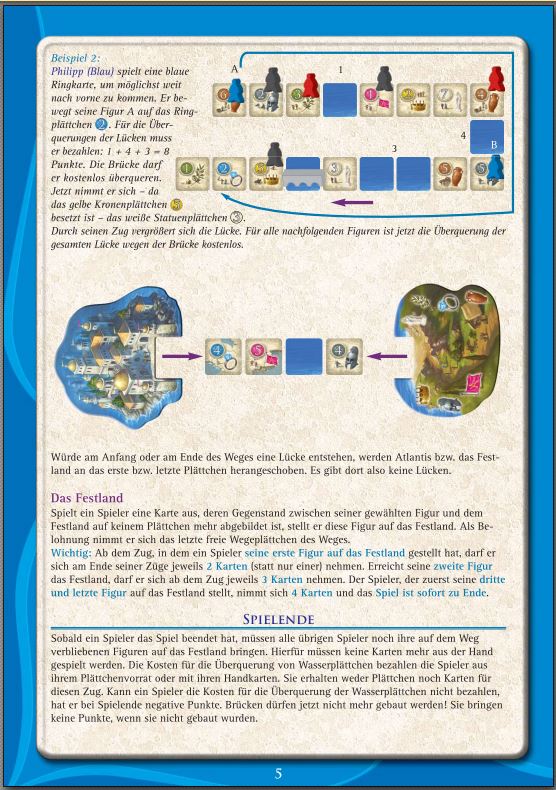 Beispiel 2:
Philipp (Blau) spielt eine blaue
Ringkarte, um möglichst weit
nach vorne zu kommen. Er be-
wegt seine Figur A auf das Ring-
plättchen 2. Für die Über-
querungen der Lücken muss
er bezahlen: 1 + 4 + 3 = 8
Punkte. Die Brücke darf
er kostenlos überqueren.
Jetzt nimmt er sich – da
das gelbe Kronenplättchen 5
besetzt ist – das weiße Statuenplättchen 3.
Durch seinen Zug vergrößert sich die Lücke. Für alle nachfolgenden Figuren ist jetzt die Überquerung der
gesamten Lücke wegen der Brücke kostenlos.
A
1
4
B
3
1
2
3
4
5
4
Würde am Anfang oder am Ende des Weges eine Lücke entstehen, werden Atlantis bzw. das Fest-
land an das erste bzw. letzte Plättchen herangeschoben. Es gibt dort also keine Lücken.
Das Festland
Spielt ein Spieler eine Karte aus, deren Gegenstand zwischen seiner gewählten Figur und dem
Festland auf keinem Plättchen mehr abgebildet ist, stellt er diese Figur auf das Festland. Als Be-
lohnung nimmt er sich das letzte freie Wegeplättchen des Weges.
Wichtig: Ab dem Zug, in dem ein Spieler seine erste Figur auf das Festland gestellt hat, darf er
sich am Ende seiner Züge jeweils 2 Karten (statt nur einer) nehmen. Erreicht seine zweite Figur
das Festland, darf er sich ab dem Zug jeweils 3 Karten nehmen. Der Spieler, der zuerst seine dritte
und letzte Figur auf das Festland stellt, nimmt sich 4 Karten und das Spiel ist sofort zu Ende.
Spielende
Sobald ein Spieler das Spiel beendet hat, müssen alle übrigen Spieler noch ihre auf dem Weg
verbliebenen Figuren auf das Festland bringen. Hierfür müssen keine Karten mehr aus der Hand
gespielt werden. Die Kosten für die Überquerung von Wasserplättchen bezahlen die Spieler aus
ihrem Plättchenvorrat oder mit ihren Handkarten. Sie erhalten weder Plättchen noch Karten für
diesen Zug. Kann ein Spieler die Kosten für die Überquerung der Wasserplättchen nicht bezahlen,
hat er bei Spielende negative Punkte. Brücken dürfen jetzt nicht mehr gebaut werden! Sie bringen
keine Punkte, wenn sie nicht gebaut wurden.
5